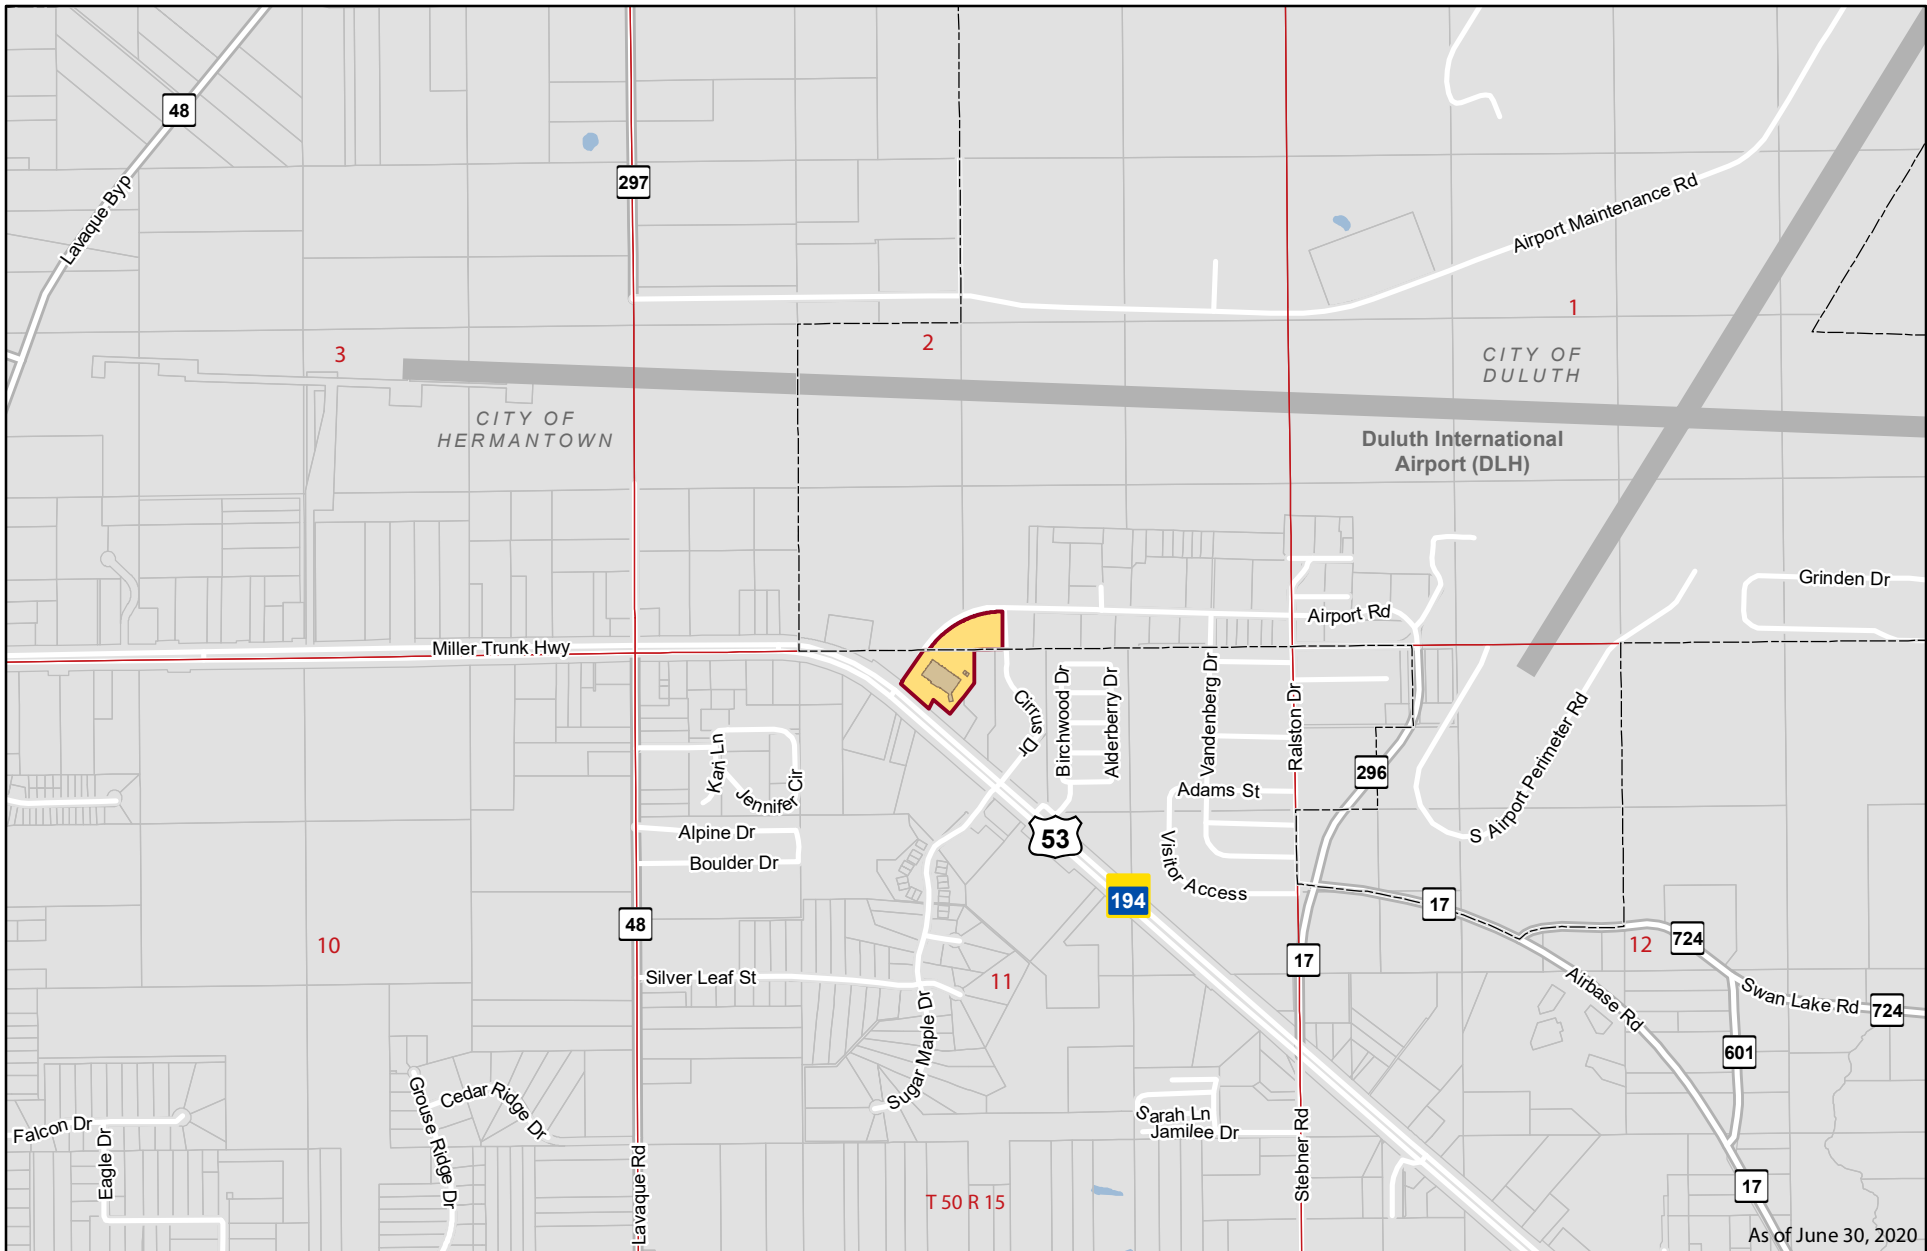 48
297
Lavaque Byp
Airport Maintenance Rd
1
2
3
CITY OF
DULUTH
CITY OF
HERMANTOWN
Duluth International
Airport (DLH)
Grinden Dr
Airport Rd
Miller Trunk Hwy
Cirrus Dr
Birchwood Dr
Alderberry Dr
Vandenberg Dr
Ralston Dr
S Airport Perimeter Rd
Kari Ln
Jennifer Cir
296
Adams St
Alpine Dr
Boulder Dr
53
Visitor Access
194
17
48
10
724
12
17
Silver Leaf St
11
Sugar Maple Dr
Airbase Rd
Swan Lake Rd
724
601
Grouse Ridge Dr
Cedar Ridge Dr
Falcon Dr
Eagle Dr
Sarah Ln
Jamilee Dr
Stebner Rd
Lavaque Rd
17
T 50 R 15
As of June 30, 2020